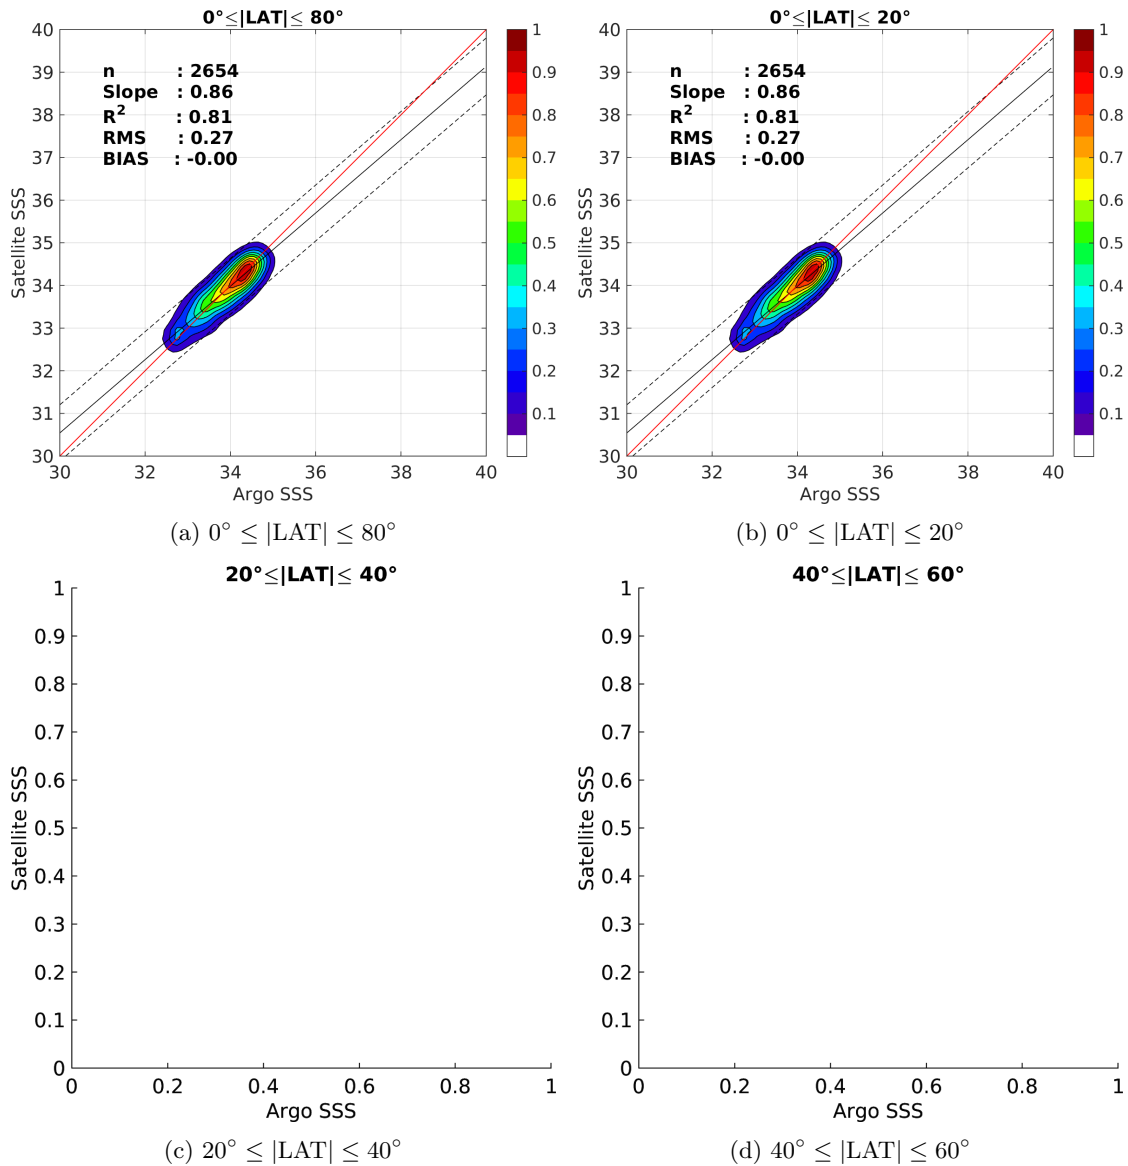 0°≤|LAT|≤ 80°
n : 2654
Slope : 0.86
R² : 0.81
RMS : 0.27
BIAS : -0.00
Satellite SSS
40
39
38
37
36
35
34
33
32
31
30
30 32 34 36 38 40
Argo SSS
1
0.9
0.8
0.7
0.6
0.5
0.4
0.3
0.2
0.1
(a) 0° ≤ |LAT| ≤ 80°
0°≤|LAT|≤ 20°
n : 2654
Slope : 0.86
R² : 0.81
RMS : 0.27
BIAS : -0.00
Satellite SSS
40
39
38
37
36
35
34
33
32
31
30
30 32 34 36 38 40
Argo SSS
1
0.9
0.8
0.7
0.6
0.5
0.4
0.3
0.2
0.1
(b) 0° ≤ |LAT| ≤ 20°
20°≤|LAT|≤ 40°
Satellite SSS
1
0.9
0.8
0.7
0.6
0.5
0.4
0.3
0.2
0.1
0
0 0.2 0.4 0.6 0.8 1
Argo SSS
(c) 20° ≤ |LAT| ≤ 40°
40°≤|LAT|≤ 60°
Satellite SSS
1
0.9
0.8
0.7
0.6
0.5
0.4
0.3
0.2
0.1
0
0 0.2 0.4 0.6 0.8 1
Argo SSS
(d) 40° ≤ |LAT| ≤ 60°